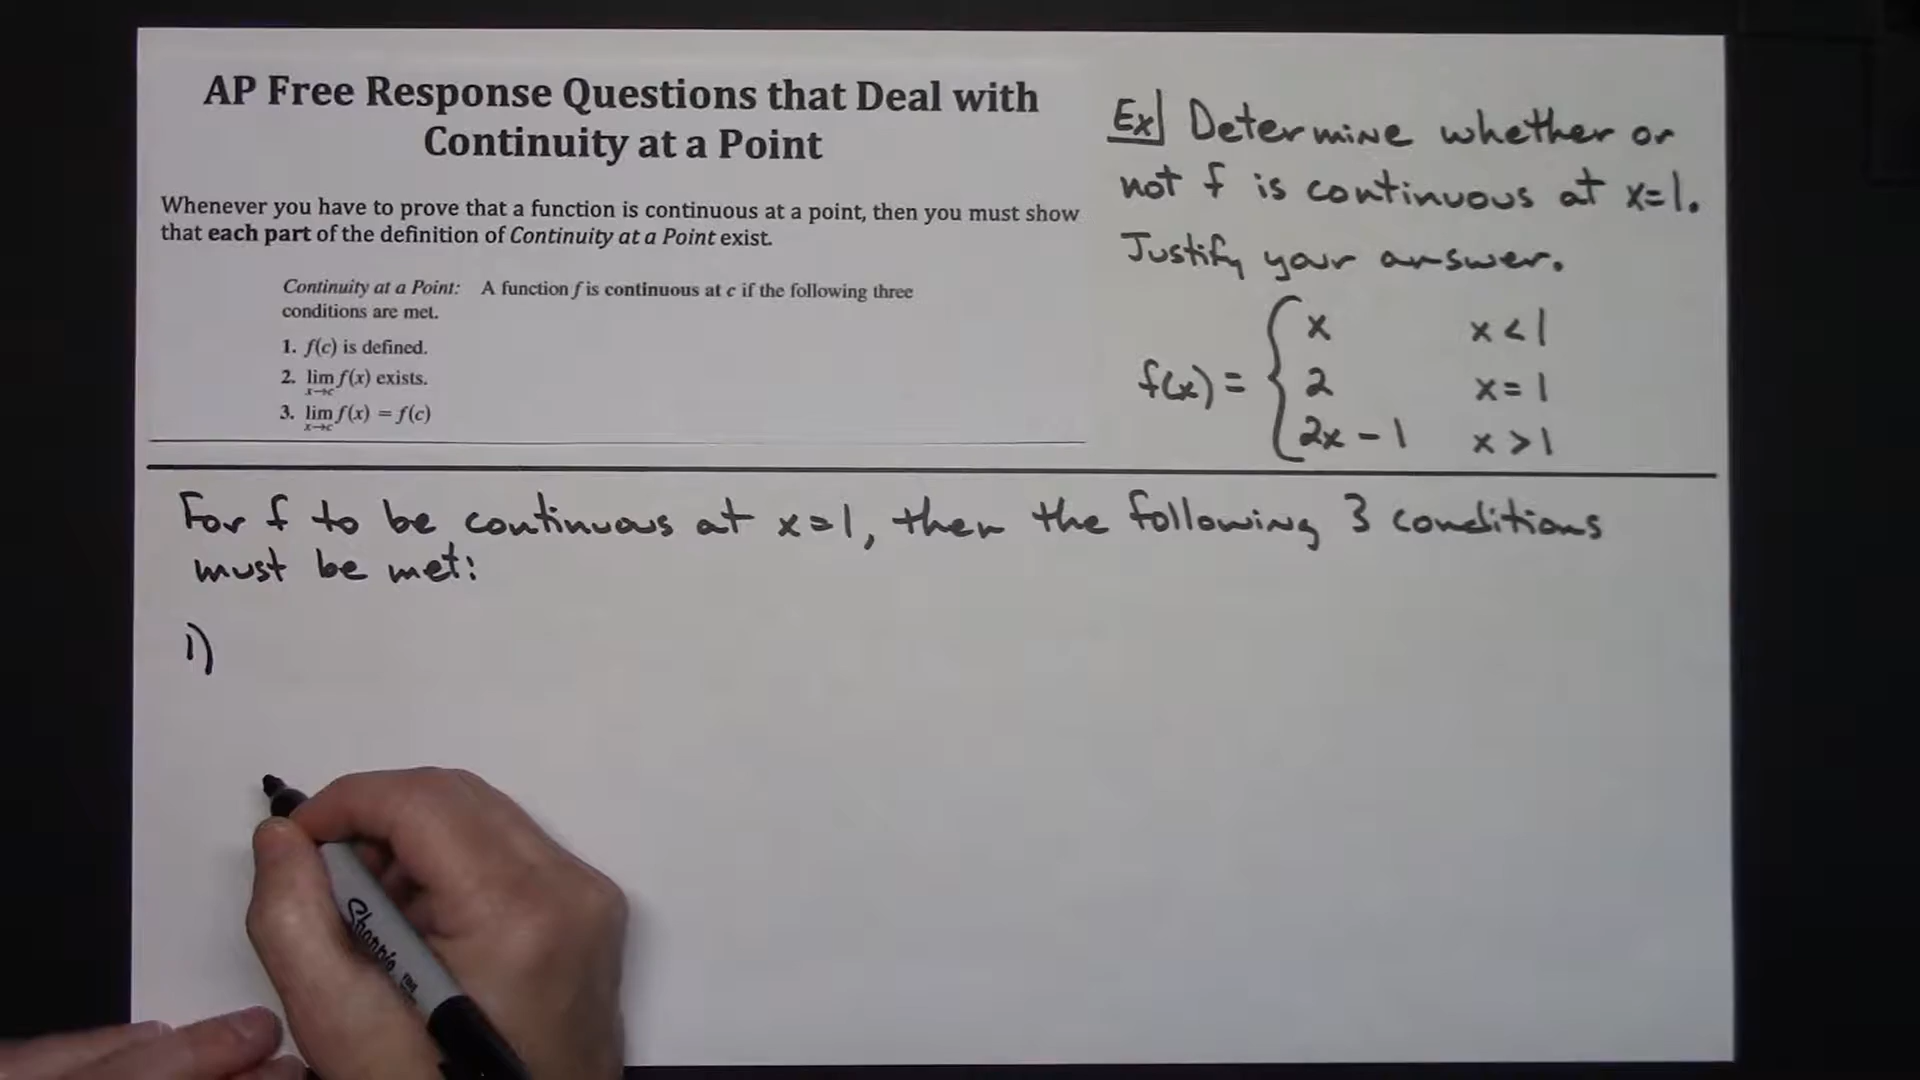 AP Free Response Questions that Deal with
Continuity at a Point
Whenever you have to prove that a function is continuous at a point, then you must show
that each part of the definition of Continuity at a Point exist.
Continuity at a Point: A function f is continuous at c if the following three
conditions are met.
1. f(c) is defined.
2. lim f(x) exists.
x→c
3. lim f(x) = f(c)
x→c
Ex Determine whether or
not f is continuous at x=1.
Justify your answer.
x x<1
f(x) = { 2 x=1
2x-1 x>1
For f to be continuous at x=1, then the following 3 conditions
must be met:
1)
Sharpie